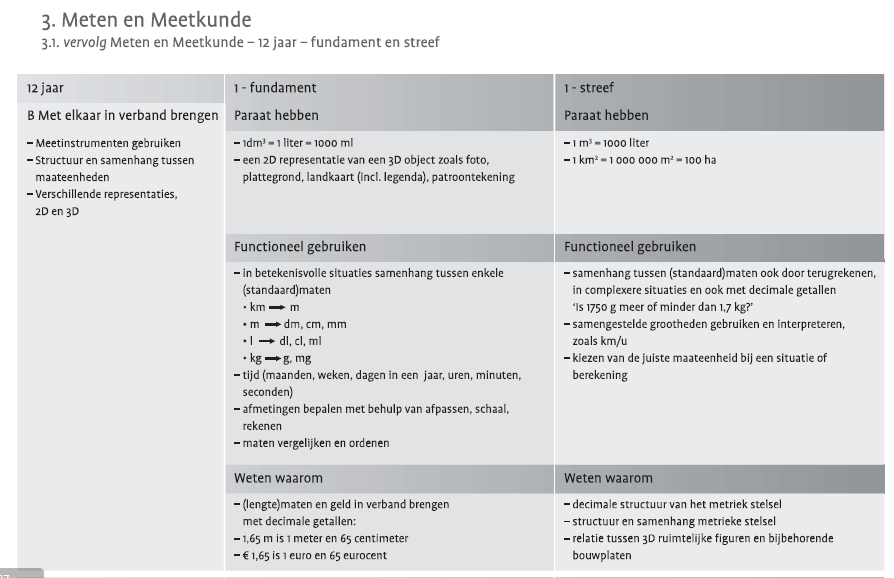 3. Meten en Meetkunde
3.1. vervolg Meten en Meetkunde – 12 jaar – fundament en streef
12 jaar
1 - fundament
1 - streef
B Met elkaar in verband brengen
Paraat hebben
Paraat hebben
– Meetinstrumenten gebruiken
– Structuur en samenhang tussen
maateenheden
– Verschillende representaties,
2D en 3D
– 1dm³ = 1 liter = 1000 ml
– een 2D representatie van een 3D object zoals foto,
plattegrond, landkaart (incl. legenda), patroontekening
– 1 m³ = 1000 liter
– 1 km² = 1 000 000 m² = 100 ha
Functioneel gebruiken
Functioneel gebruiken
– in betekenisvolle situaties samenhang tussen enkele
(standaard)maten
• km → m
• m → dm, cm, mm
• l → dl, cl, ml
• kg → g, mg
– tijd (maanden, weken, dagen in een jaar, uren, minuten,
seconden)
– afmetingen bepalen met behulp van afpassen, schaal,
rekenen
– maten vergelijken en ordenen
– samenhang tussen (standaard)maten ook door terugrekenen,
in complexere situaties en ook met decimale getallen
‘Is 1750 g meer of minder dan 1,7 kg?’
– samengestelde grootheden gebruiken en interpreteren,
zoals km/u
– kiezen van de juiste maateenheid bij een situatie of
berekening
Weten waarom
Weten waarom
– (lengte)maten en geld in verband brengen
met decimale getallen:
– 1,65 m is 1 meter en 65 centimeter
– € 1,65 is 1 euro en 65 eurocent
– decimale structuur van het metriek stelsel
– structuur en samenhang metrieke stelsel
– relatie tussen 3D ruimtelijke figuren en bijbehorende
bouwplaten